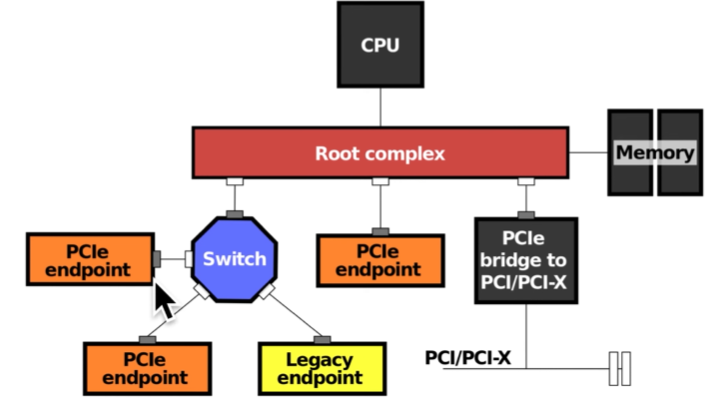 CPU
Root complex
Memory
PCIe
endpoint
Switch
PCIe
endpoint
PCIe
bridge to
PCI/PCI-X
PCIe
endpoint
Legacy
endpoint
PCI/PCI-X